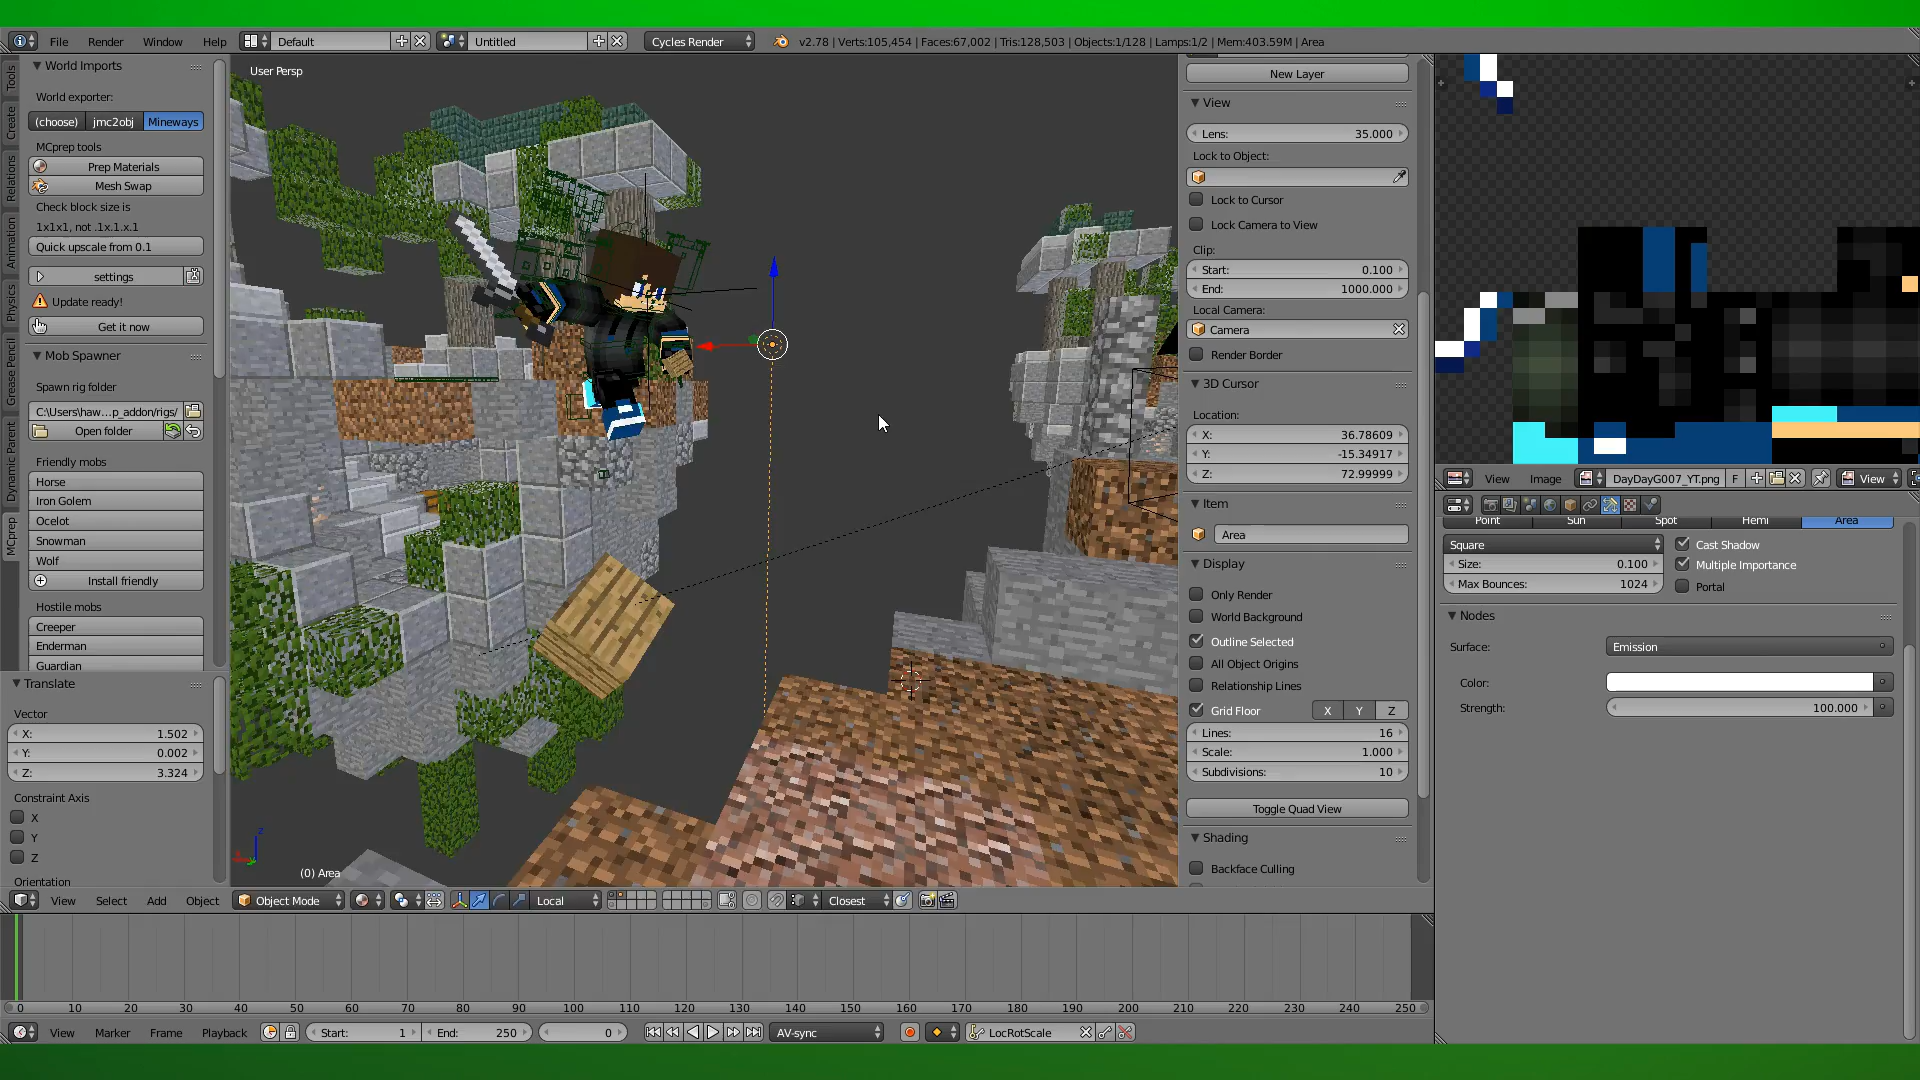 File Render Window Help Default Untitled Cycles Render v2.78 | Verts:105,454 | Faces:67,002 | Tris:128,503 | Objects:1/128 | Lamps:1/2 | Mem:403.59M | Area
Tools
Create
Relations
Animation
Physics
Grease Pencil
Dynamic Parent
MCprep
World Imports
World exporter:
(choose) jmc2obj Mineways
MCprep tools
Prep Materials
Mesh Swap
Check block size is
1x1x1, not .1x.1.x.1
Quick upscale from 0.1
settings
Update ready!
Get it now
Mob Spawner
Spawn rig folder
C:\Users\haw...p_addon/rigs/
Open folder
Friendly mobs
Horse
Iron Golem
Ocelot
Snowman
Wolf
Install friendly
Hostile mobs
Creeper
Enderman
Guardian
Translate
Vector
X: 1.502
Y: 0.002
Z: 3.324
Constraint Axis
X
Y
Z
Orientation
User Persp
(0) Area
New Layer
View
Lens: 35.000
Lock to Object:
Lock to Cursor
Lock Camera to View
Clip:
Start: 0.100
End: 1000.000
Local Camera:
Camera
Render Border
3D Cursor
Location:
X: 36.78609
Y: -15.34917
Z: 72.99999
Item
Area
Display
Only Render
World Background
Outline Selected
All Object Origins
Relationship Lines
Grid Floor X Y Z
Lines: 16
Scale: 1.000
Subdivisions: 10
Toggle Quad View
Shading
Backface Culling
View Image DayDayG007_YT.png F View
Point Sun Spot Hemi Area
Square Cast Shadow
Size: 0.100 Multiple Importance
Max Bounces: 1024 Portal
Nodes
Surface: Emission
Color:
Strength: 100.000
View Select Add Object Object Mode Local Closest
0 10 20 30 40 50 60 70 80 90 100 110 120 130 140 150 160 170 180 190 200 210 220 230 240 250
View Marker Frame Playback Start: 1 End: 250 0 AV-sync LocRotScale